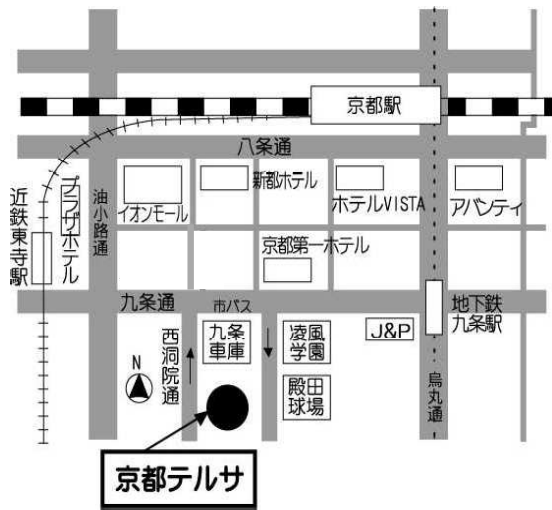 京都駅
八条通
新都ホテル
イオンモール
ホテルVISTA
アバンティ
近鉄東寺駅
プラザホテル
油小路通
京都第一ホテル
九条通
市バス
地下鉄
九条駅
西洞院通
九条
車庫
凌風
学園
J&P
殿田
球場
烏丸通
N
京都テルサ